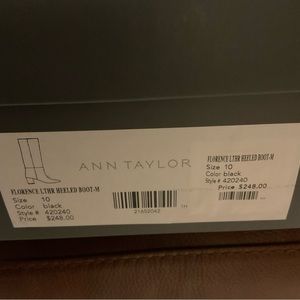 ANN TAYLOR
FLORENCE LTHR HEELED BOOT-M
Size 10
Color black
Style # 420240
Price $248.00
21652042
FLORENCE LTHR HEELED BOOT-M
Size 10
Color black
Style # 420240
Price $248.00